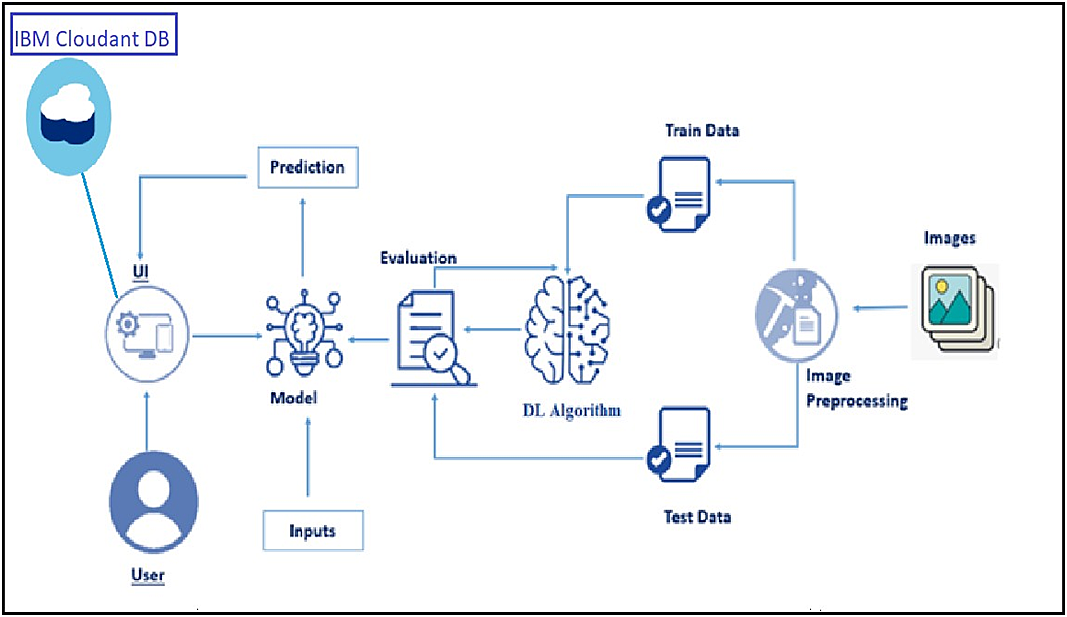 IBM Cloudant DB
Train Data
Prediction
Images
Evaluation
UI
Image
Preprocessing
Model
DL Algorithm
Test Data
Inputs
User